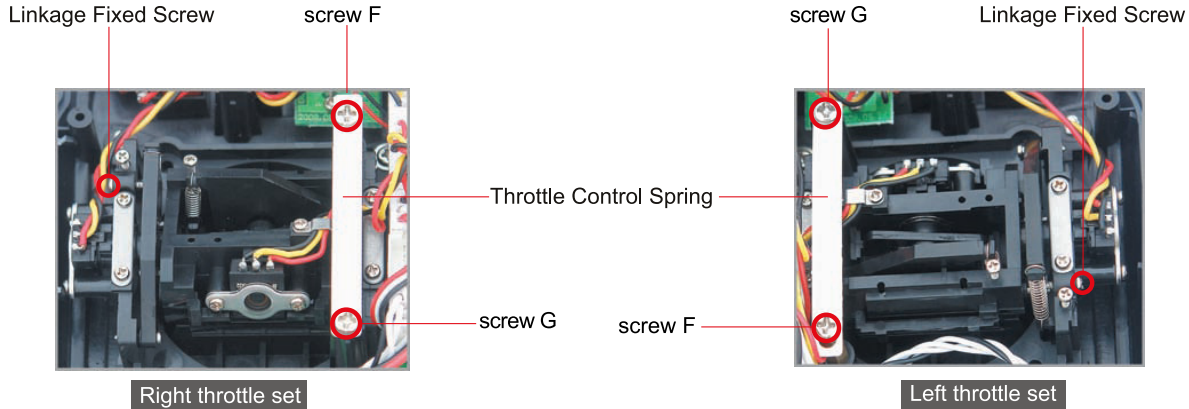 Linkage Fixed Screw
screw F
screw G
Linkage Fixed Screw
Throttle Control Spring
screw G
screw F
Right throttle set
Left throttle set